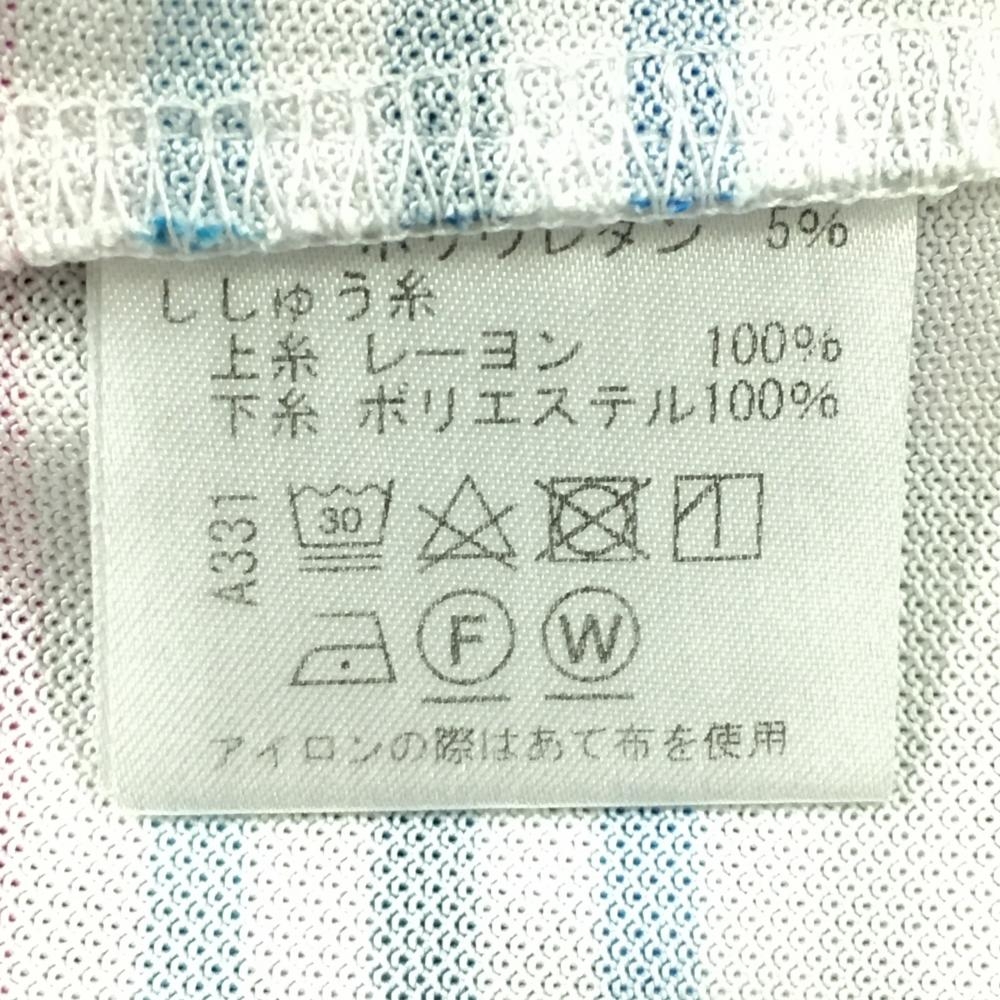 ポリウレタン 5%
ししゅう糸
上糸 レーヨン 100%
下糸 ポリエステル100%
A331
30
F W
アイロンの際はあて布を使用